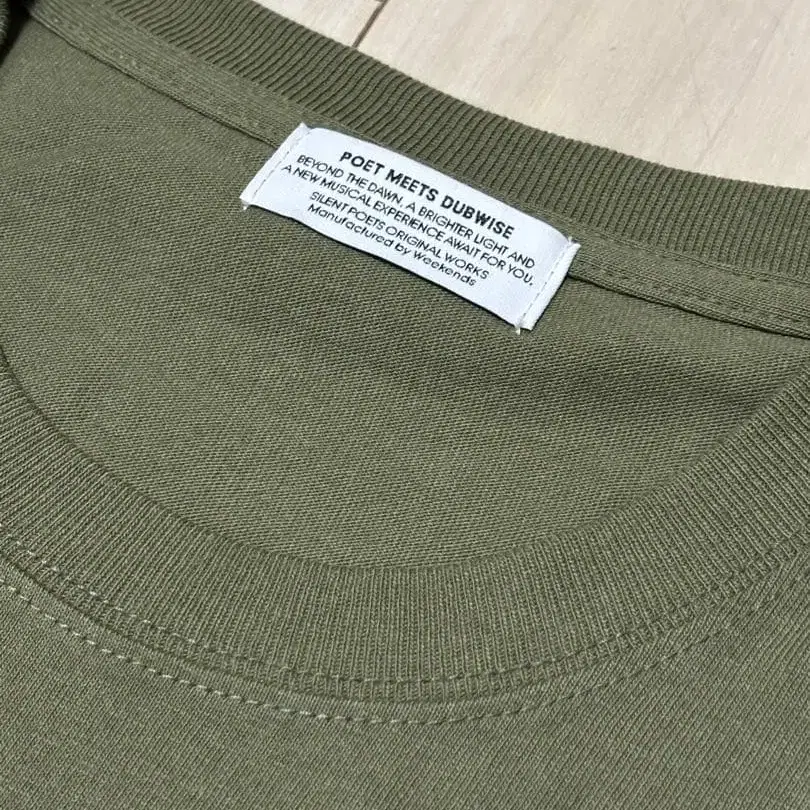 POET MEETS DUBWISE
BEYOND THE DAWN, A BRIGHTER LIGHT AND
A NEW MUSICAL EXPERIENCE AWAIT FOR YOU.
SILENT POETS ORIGINAL WORKS
Manufactured by Weekends